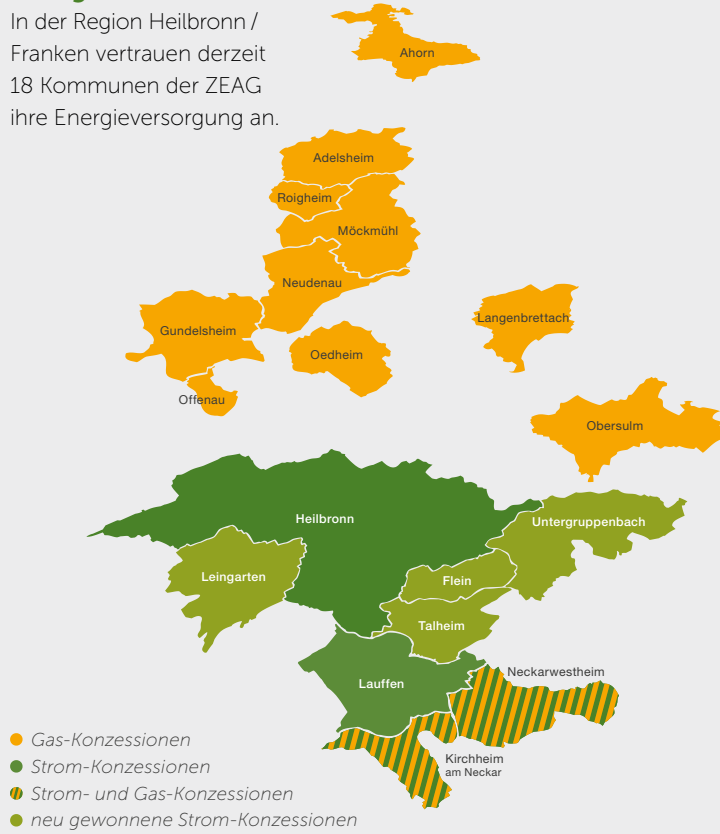 In der Region Heilbronn /
Franken vertrauen derzeit
18 Kommunen der ZEAG
ihre Energieversorgung an.
Ahorn
Adelsheim
Roigheim
Möckmühl
Neudenau
Langenbrettach
Gundelsheim
Oedheim
Offenau
Obersulm
Heilbronn
Untergruppenbach
Leingarten
Flein
Talheim
Neckarwestheim
Lauffen
Kirchheim
am Neckar
Gas-Konzessionen
Strom-Konzessionen
Strom- und Gas-Konzessionen
neu gewonnene Strom-Konzessionen